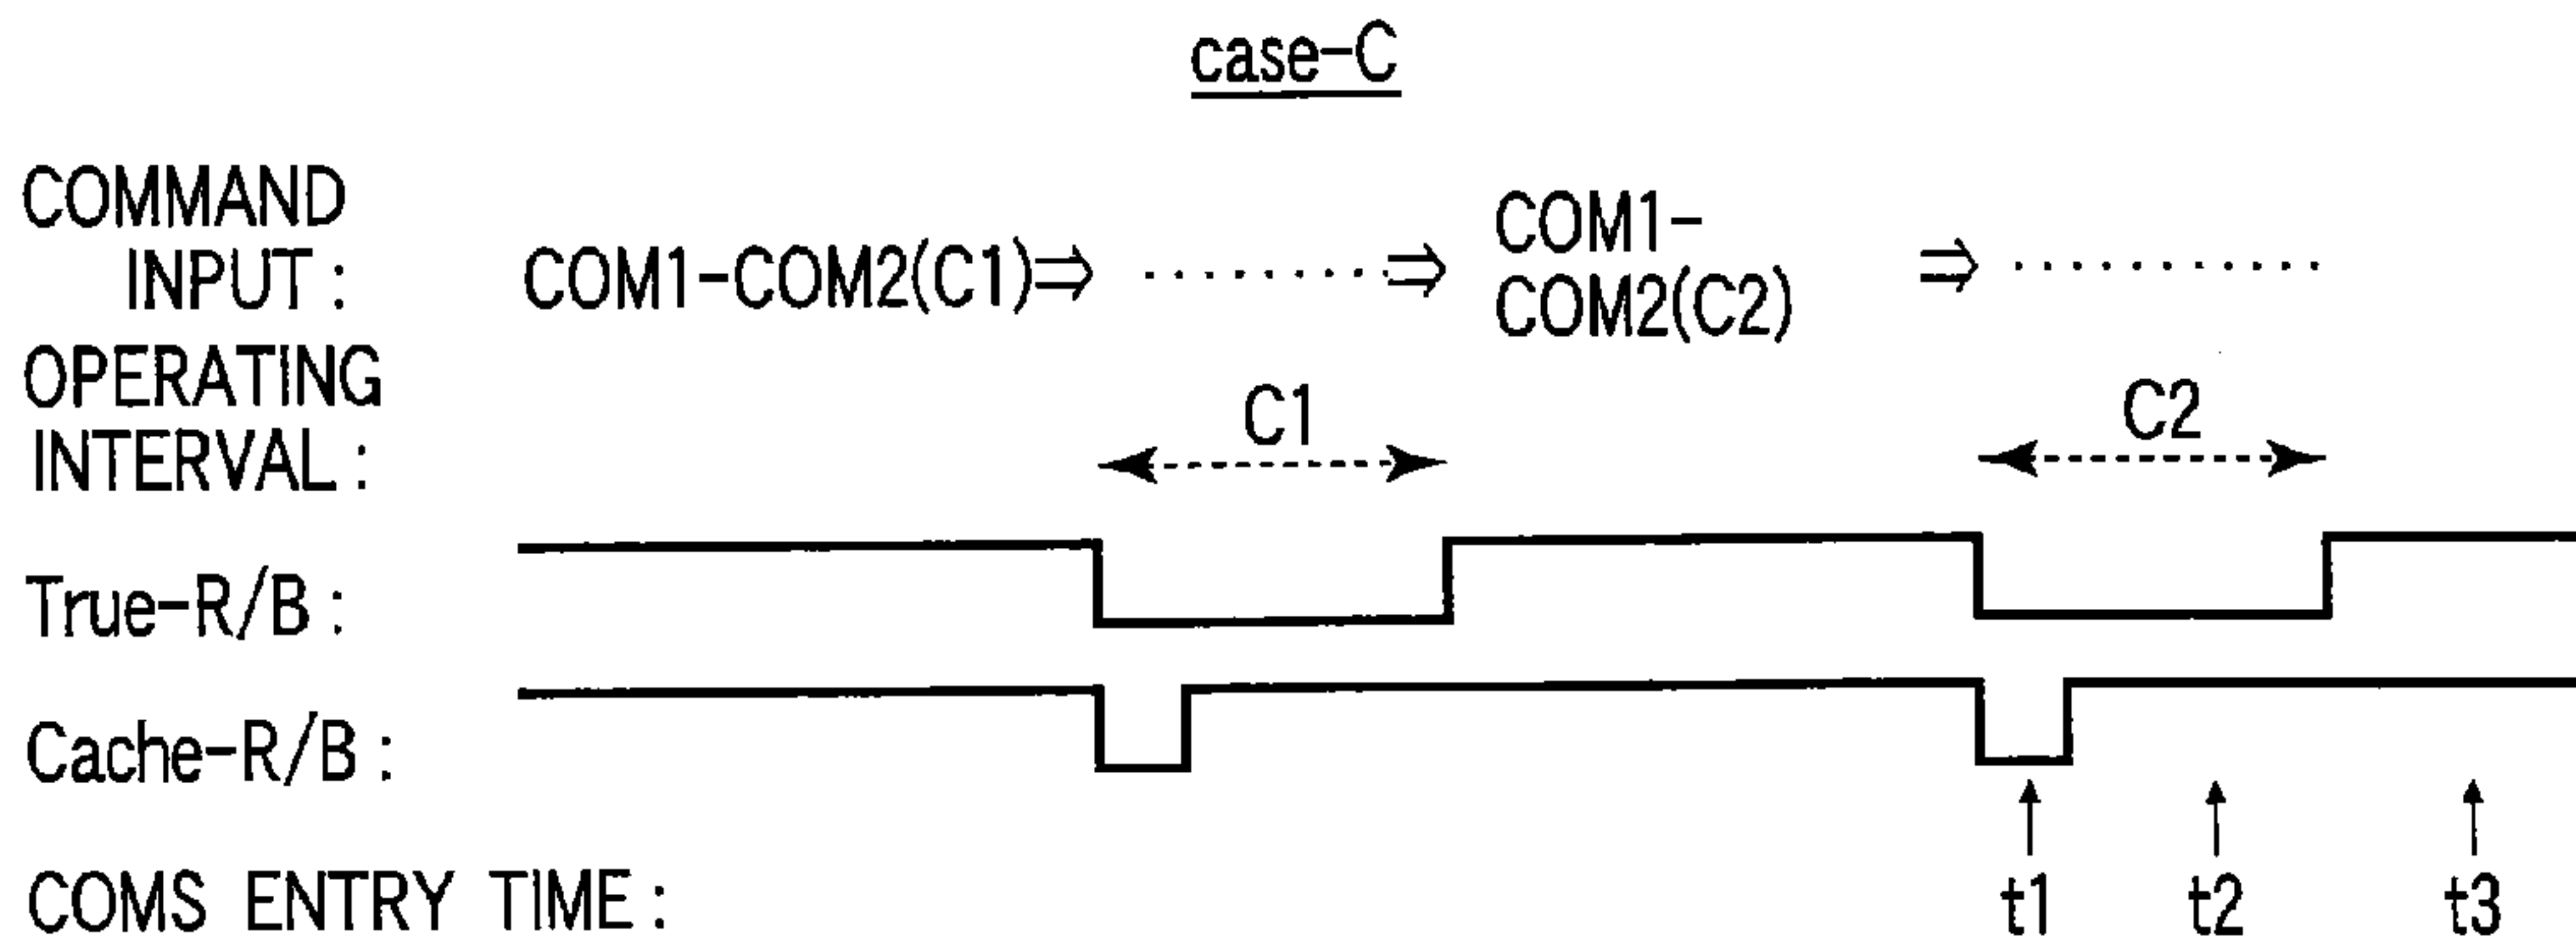 case-C
COMMAND
INPUT :
COM1-COM2(C1)⇒ ········⇒ COM1-
COM2(C2) ⇒ ···········
OPERATING
INTERVAL :
C1
C2
True-R/B :
Cache-R/B :
COMS ENTRY TIME :
t1 t2 t3